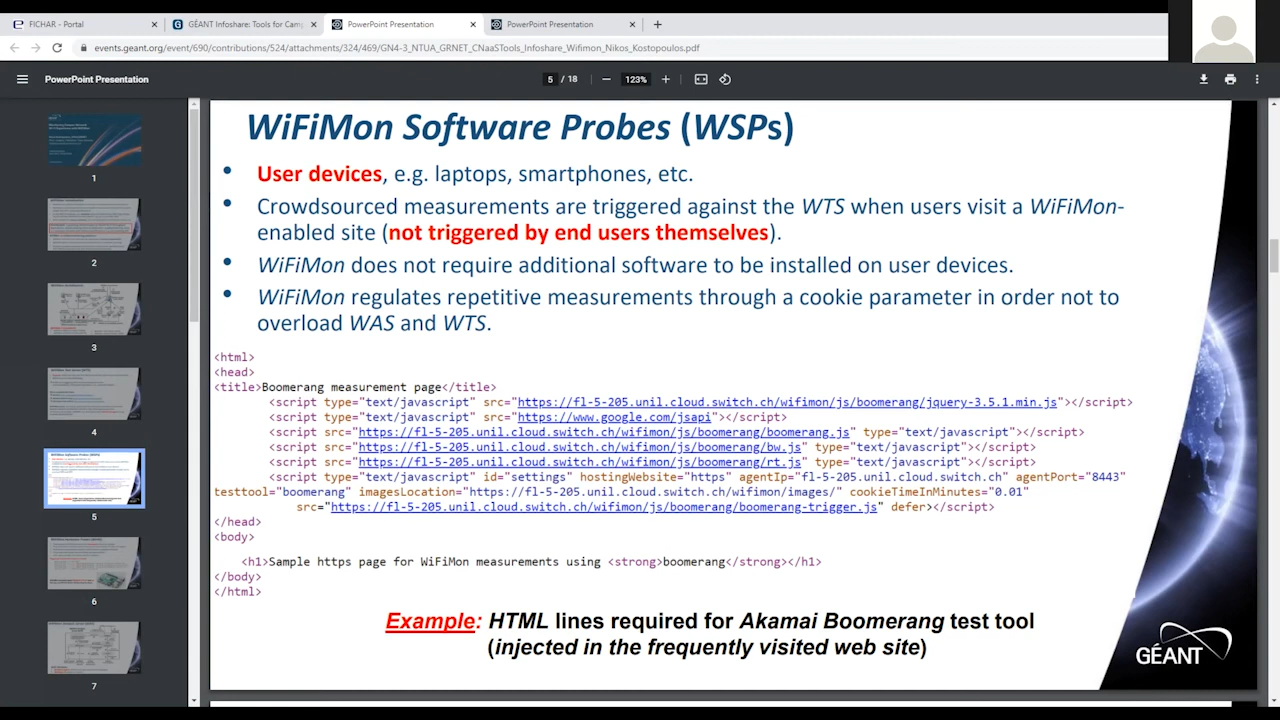 FICHAR - Portal
GÉANT Infoshare: Tools for Cam
PowerPoint Presentation
PowerPoint Presentation
events.geant.org/event/690/contributions/524/attachments/324/469/GN4-3_NTUA_GRNET_CNaaSTools_Infoshare_Wifimon_Nikos_Kostopoulos.pdf
PowerPoint Presentation
5 / 18
123%
1
2
3
4
5
6
7
WiFiMon Software Probes (WSPs)
• User devices, e.g. laptops, smartphones, etc.
• Crowdsourced measurements are triggered against the WTS when users visit a WiFiMon-
enabled site (not triggered by end users themselves).
• WiFiMon does not require additional software to be installed on user devices.
• WiFiMon regulates repetitive measurements through a cookie parameter in order not to
overload WAS and WTS.
<html>
<head>
<title>Boomerang measurement page</title>
<script type="text/javascript" src="https://fl-5-205.unil.cloud.switch.ch/wifimon/js/boomerang/jquery-3.5.1.min.js"></script>
<script type="text/javascript" src="https://www.google.com/jsapi"></script>
<script src="https://fl-5-205.unil.cloud.switch.ch/wifimon/js/boomerang/boomerang.js" type="text/javascript"></script>
<script src="https://fl-5-205.unil.cloud.switch.ch/wifimon/js/boomerang/bw.js" type="text/javascript"></script>
<script src="https://fl-5-205.unil.cloud.switch.ch/wifimon/js/boomerang/rt.js" type="text/javascript"></script>
<script type="text/javascript" id="settings" hostingWebsite="https" agentIp="fl-5-205.unil.cloud.switch.ch" agentPort="8443"
testtool="boomerang" imagesLocation="https://fl-5-205.unil.cloud.switch.ch/wifimon/images/" cookieTimeInMinutes="0.01"
src="https://fl-5-205.unil.cloud.switch.ch/wifimon/js/boomerang/boomerang-trigger.js" defer></script>
</head>
<body>
<h1>Sample https page for WiFiMon measurements using <strong>boomerang</strong></h1>
</body>
</html>
Example: HTML lines required for Akamai Boomerang test tool
(injected in the frequently visited web site)
GÉANT